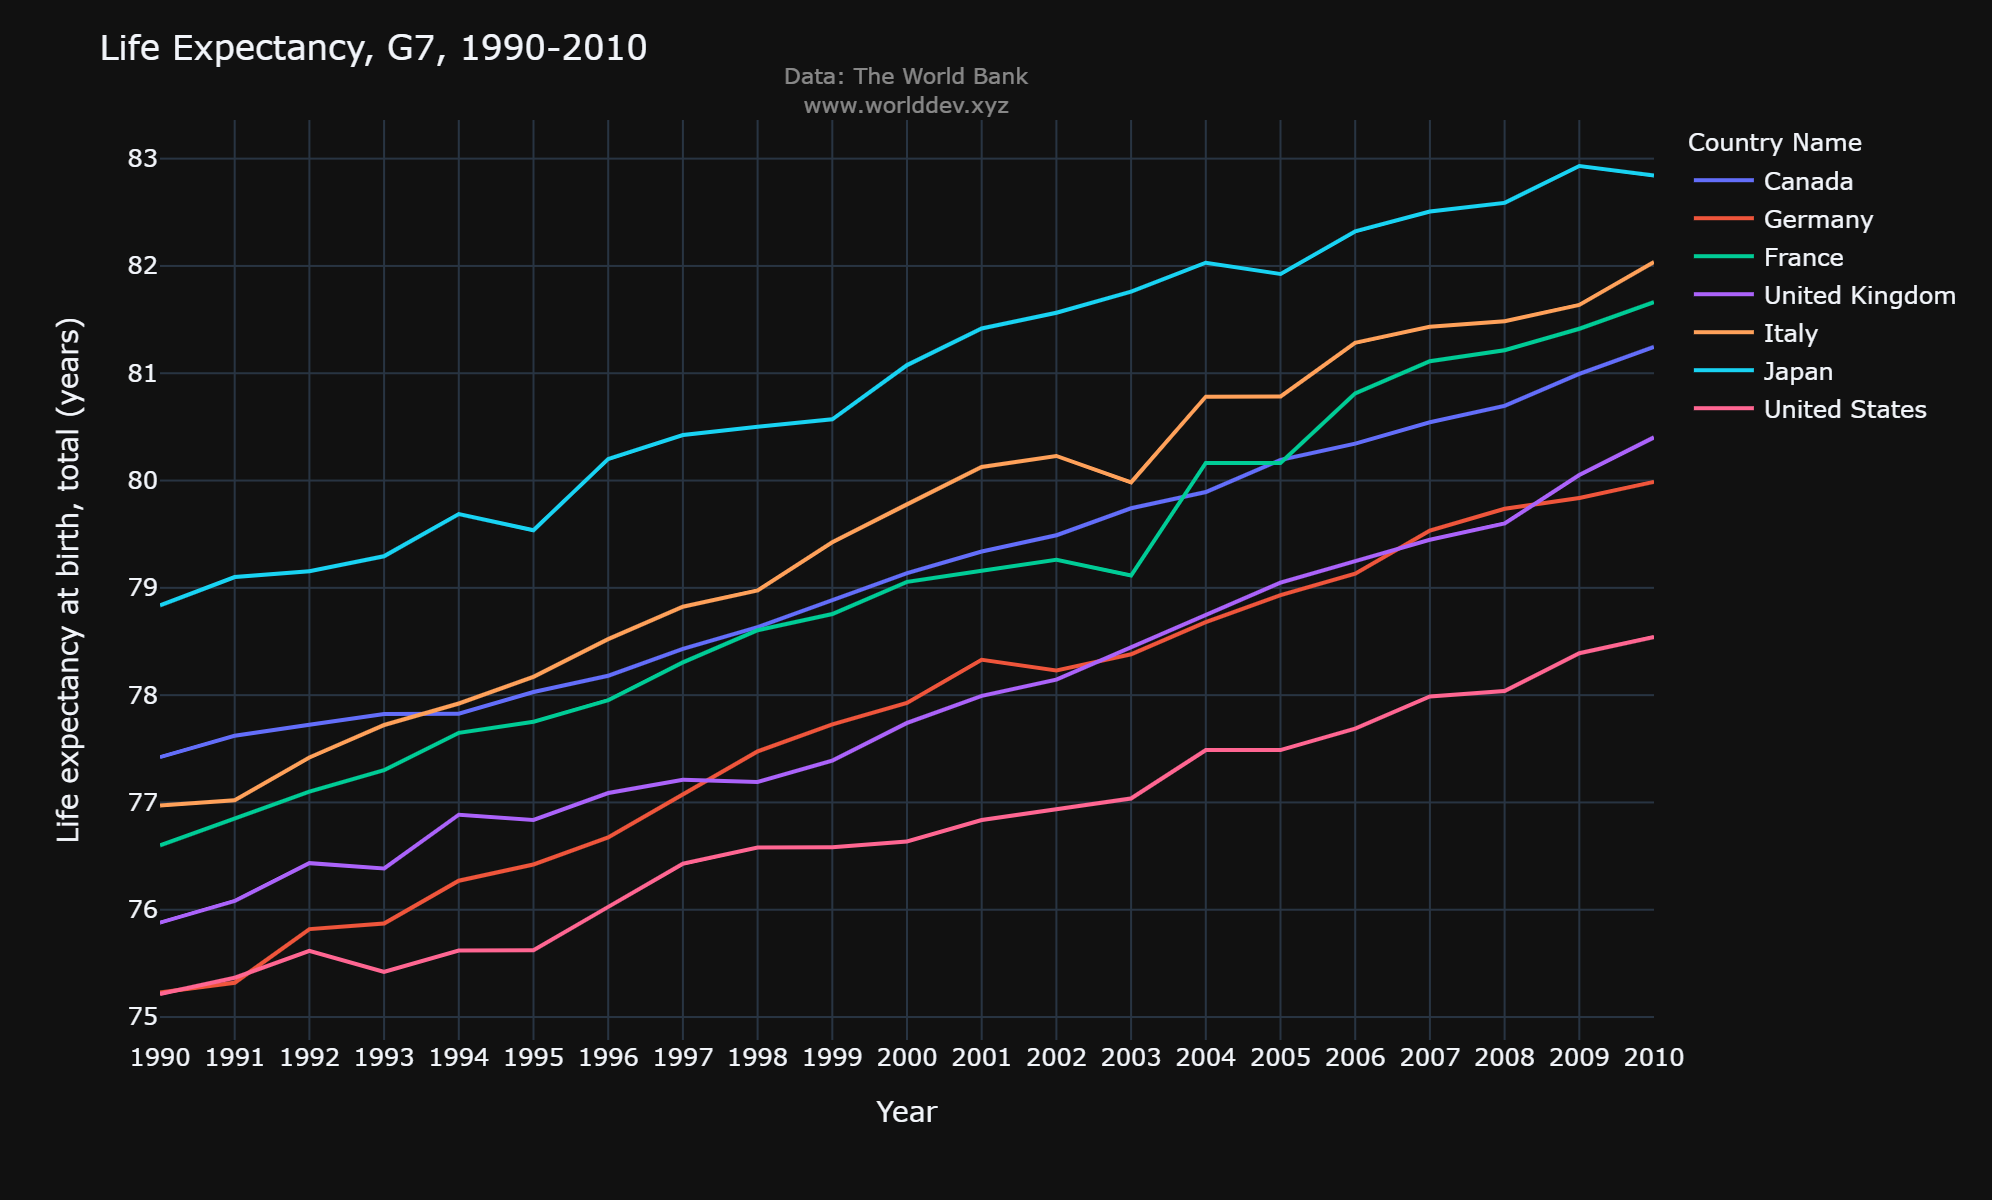 Life Expectancy, G7, 1990-2010
Data: The World Bank
www.worlddev.xyz
Country Name
Canada
Germany
France
United Kingdom
Italy
Japan
United States
Life expectancy at birth, total (years)
83
82
81
80
79
78
77
76
75
1990 1991 1992 1993 1994 1995 1996 1997 1998 1999 2000 2001 2002 2003 2004 2005 2006 2007 2008 2009 2010
Year